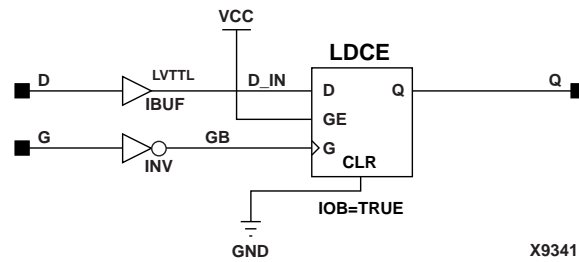 VCC
LDCE
D
LVTTL
D_IN
D
Q
Q
IBUF
GE
G
GB
G
INV
CLR
IOB=TRUE
GND
X9341